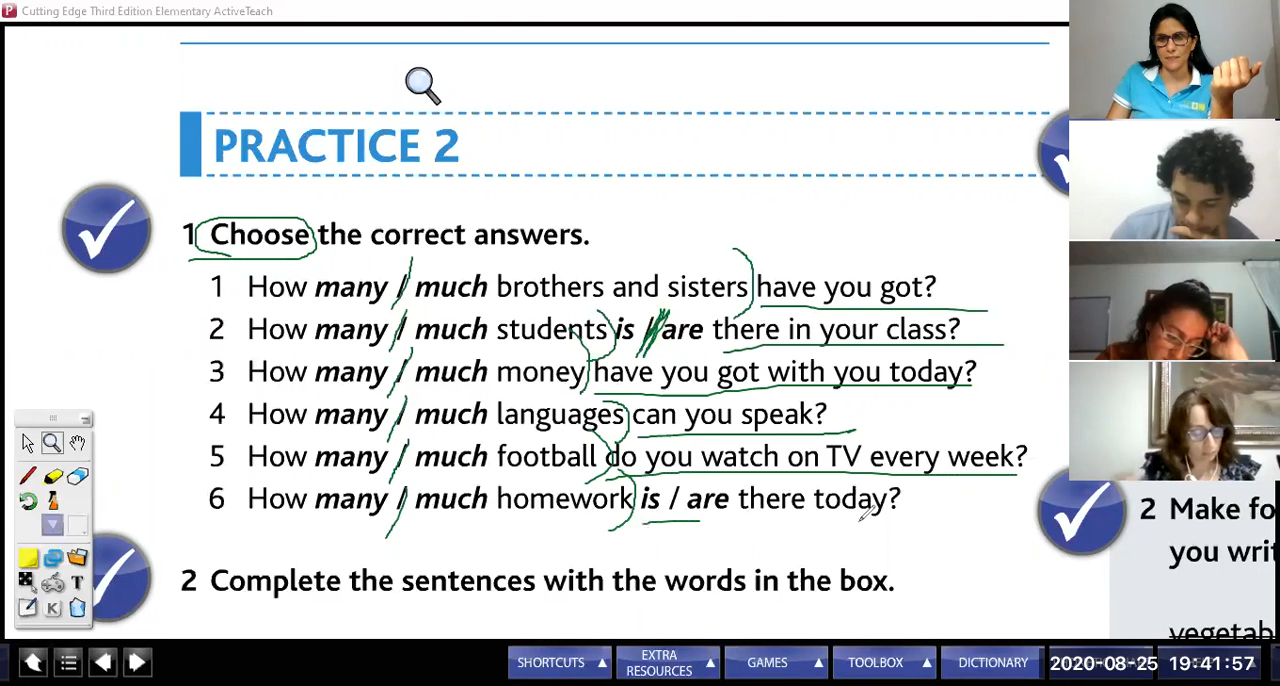 Cutting Edge Third Edition Elementary ActiveTeach
PRACTICE 2
1 Choose the correct answers.
1 How many / much brothers and sisters have you got?
2 How many / much students is / are there in your class?
3 How many / much money have you got with you today?
4 How many / much languages can you speak?
5 How many / much football do you watch on TV every week?
6 How many / much homework is / are there today?
2 Complete the sentences with the words in the box.
2 Make fo
you writ
vegetab
T
K
SHORTCUTS
EXTRA
RESOURCES
GAMES
TOOLBOX
DICTIONARY
2020-08-25 19:41:57